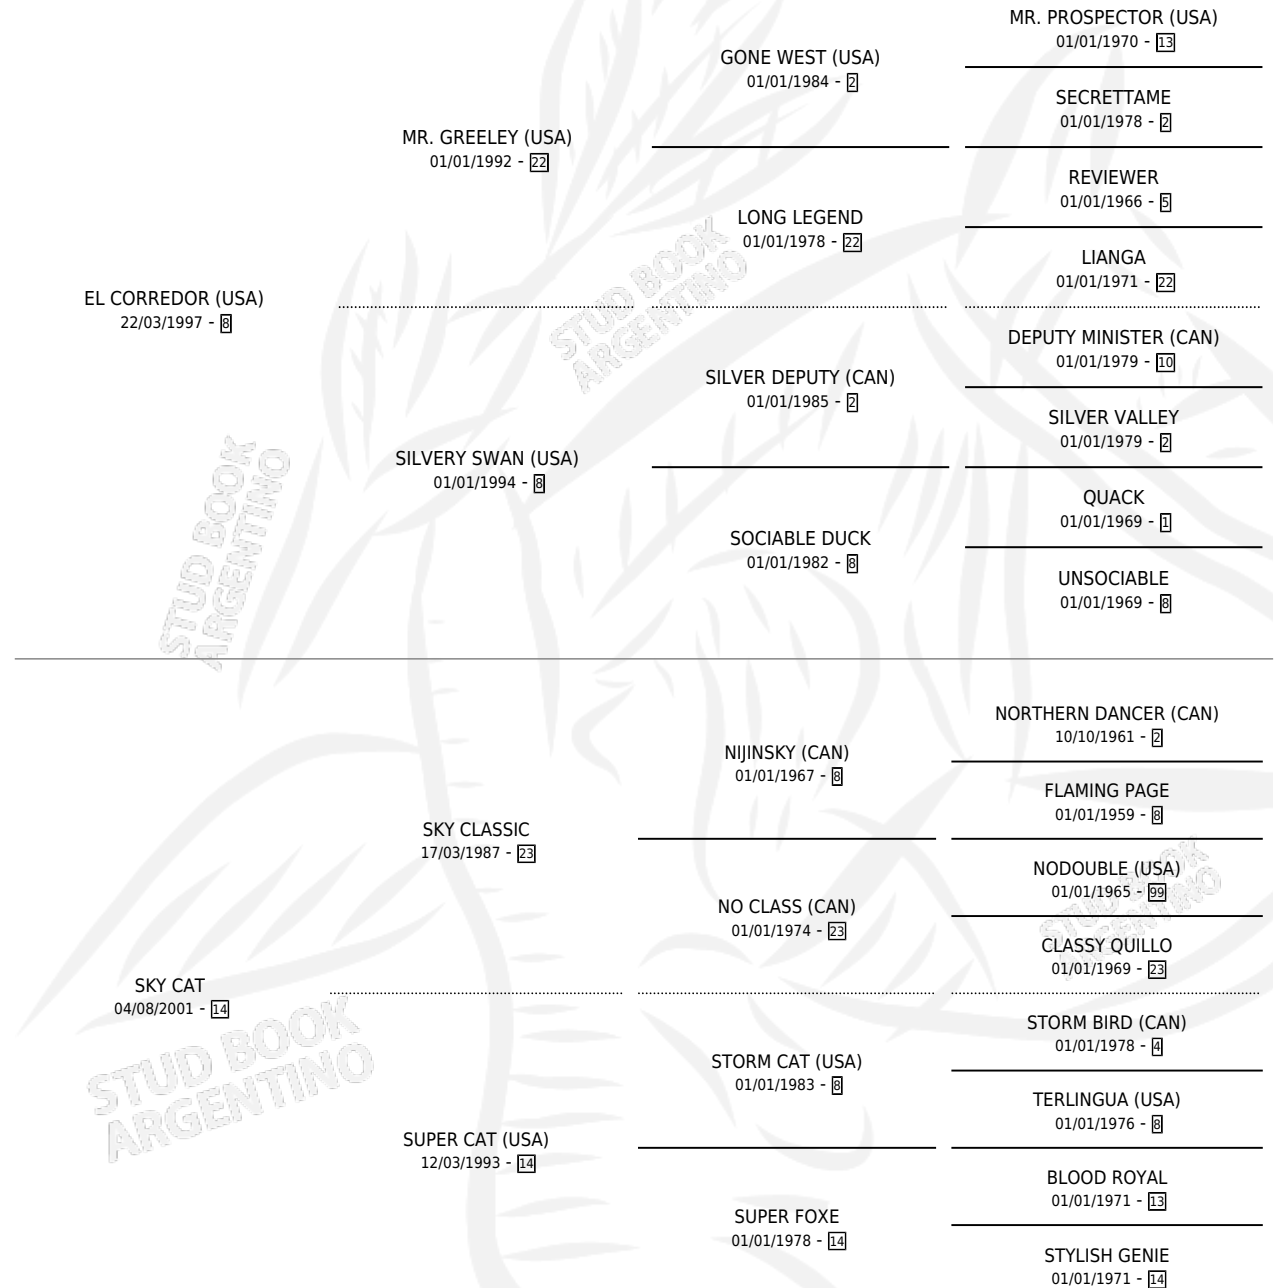 MR. PROSPECTOR (USA)
01/01/1970 - 13
GONE WEST (USA)
01/01/1984 - 2
SECRETTAME
01/01/1978 - 2
MR. GREELEY (USA)
01/01/1992 - 22
REVIEWER
01/01/1966 - 5
LONG LEGEND
01/01/1978 - 22
LIANGA
01/01/1971 - 22
EL CORREDOR (USA)
22/03/1997 - 8
DEPUTY MINISTER (CAN)
01/01/1979 - 10
SILVER DEPUTY (CAN)
01/01/1985 - 2
SILVER VALLEY
01/01/1979 - 2
SILVERY SWAN (USA)
01/01/1994 - 8
QUACK
01/01/1969 - 1
SOCIABLE DUCK
01/01/1982 - 8
UNSOCIABLE
01/01/1969 - 8
NORTHERN DANCER (CAN)
10/10/1961 - 2
NIJINSKY (CAN)
01/01/1967 - 8
FLAMING PAGE
01/01/1959 - 8
SKY CLASSIC
17/03/1987 - 23
NODOUBLE (USA)
01/01/1965 - 99
NO CLASS (CAN)
01/01/1974 - 23
CLASSY QUILLO
01/01/1969 - 23
SKY CAT
04/08/2001 - 14
STORM BIRD (CAN)
01/01/1978 - 4
STORM CAT (USA)
01/01/1983 - 8
TERLINGUA (USA)
01/01/1976 - 8
SUPER CAT (USA)
12/03/1993 - 14
BLOOD ROYAL
01/01/1971 - 13
SUPER FOXE
01/01/1978 - 14
STYLISH GENIE
01/01/1971 - 14
STUD BOOK
ARGENTINO
STUD BOOK
ARGENTINO
STUD BOOK
ARGENTINO
STUD BOOK
ARGENTINO